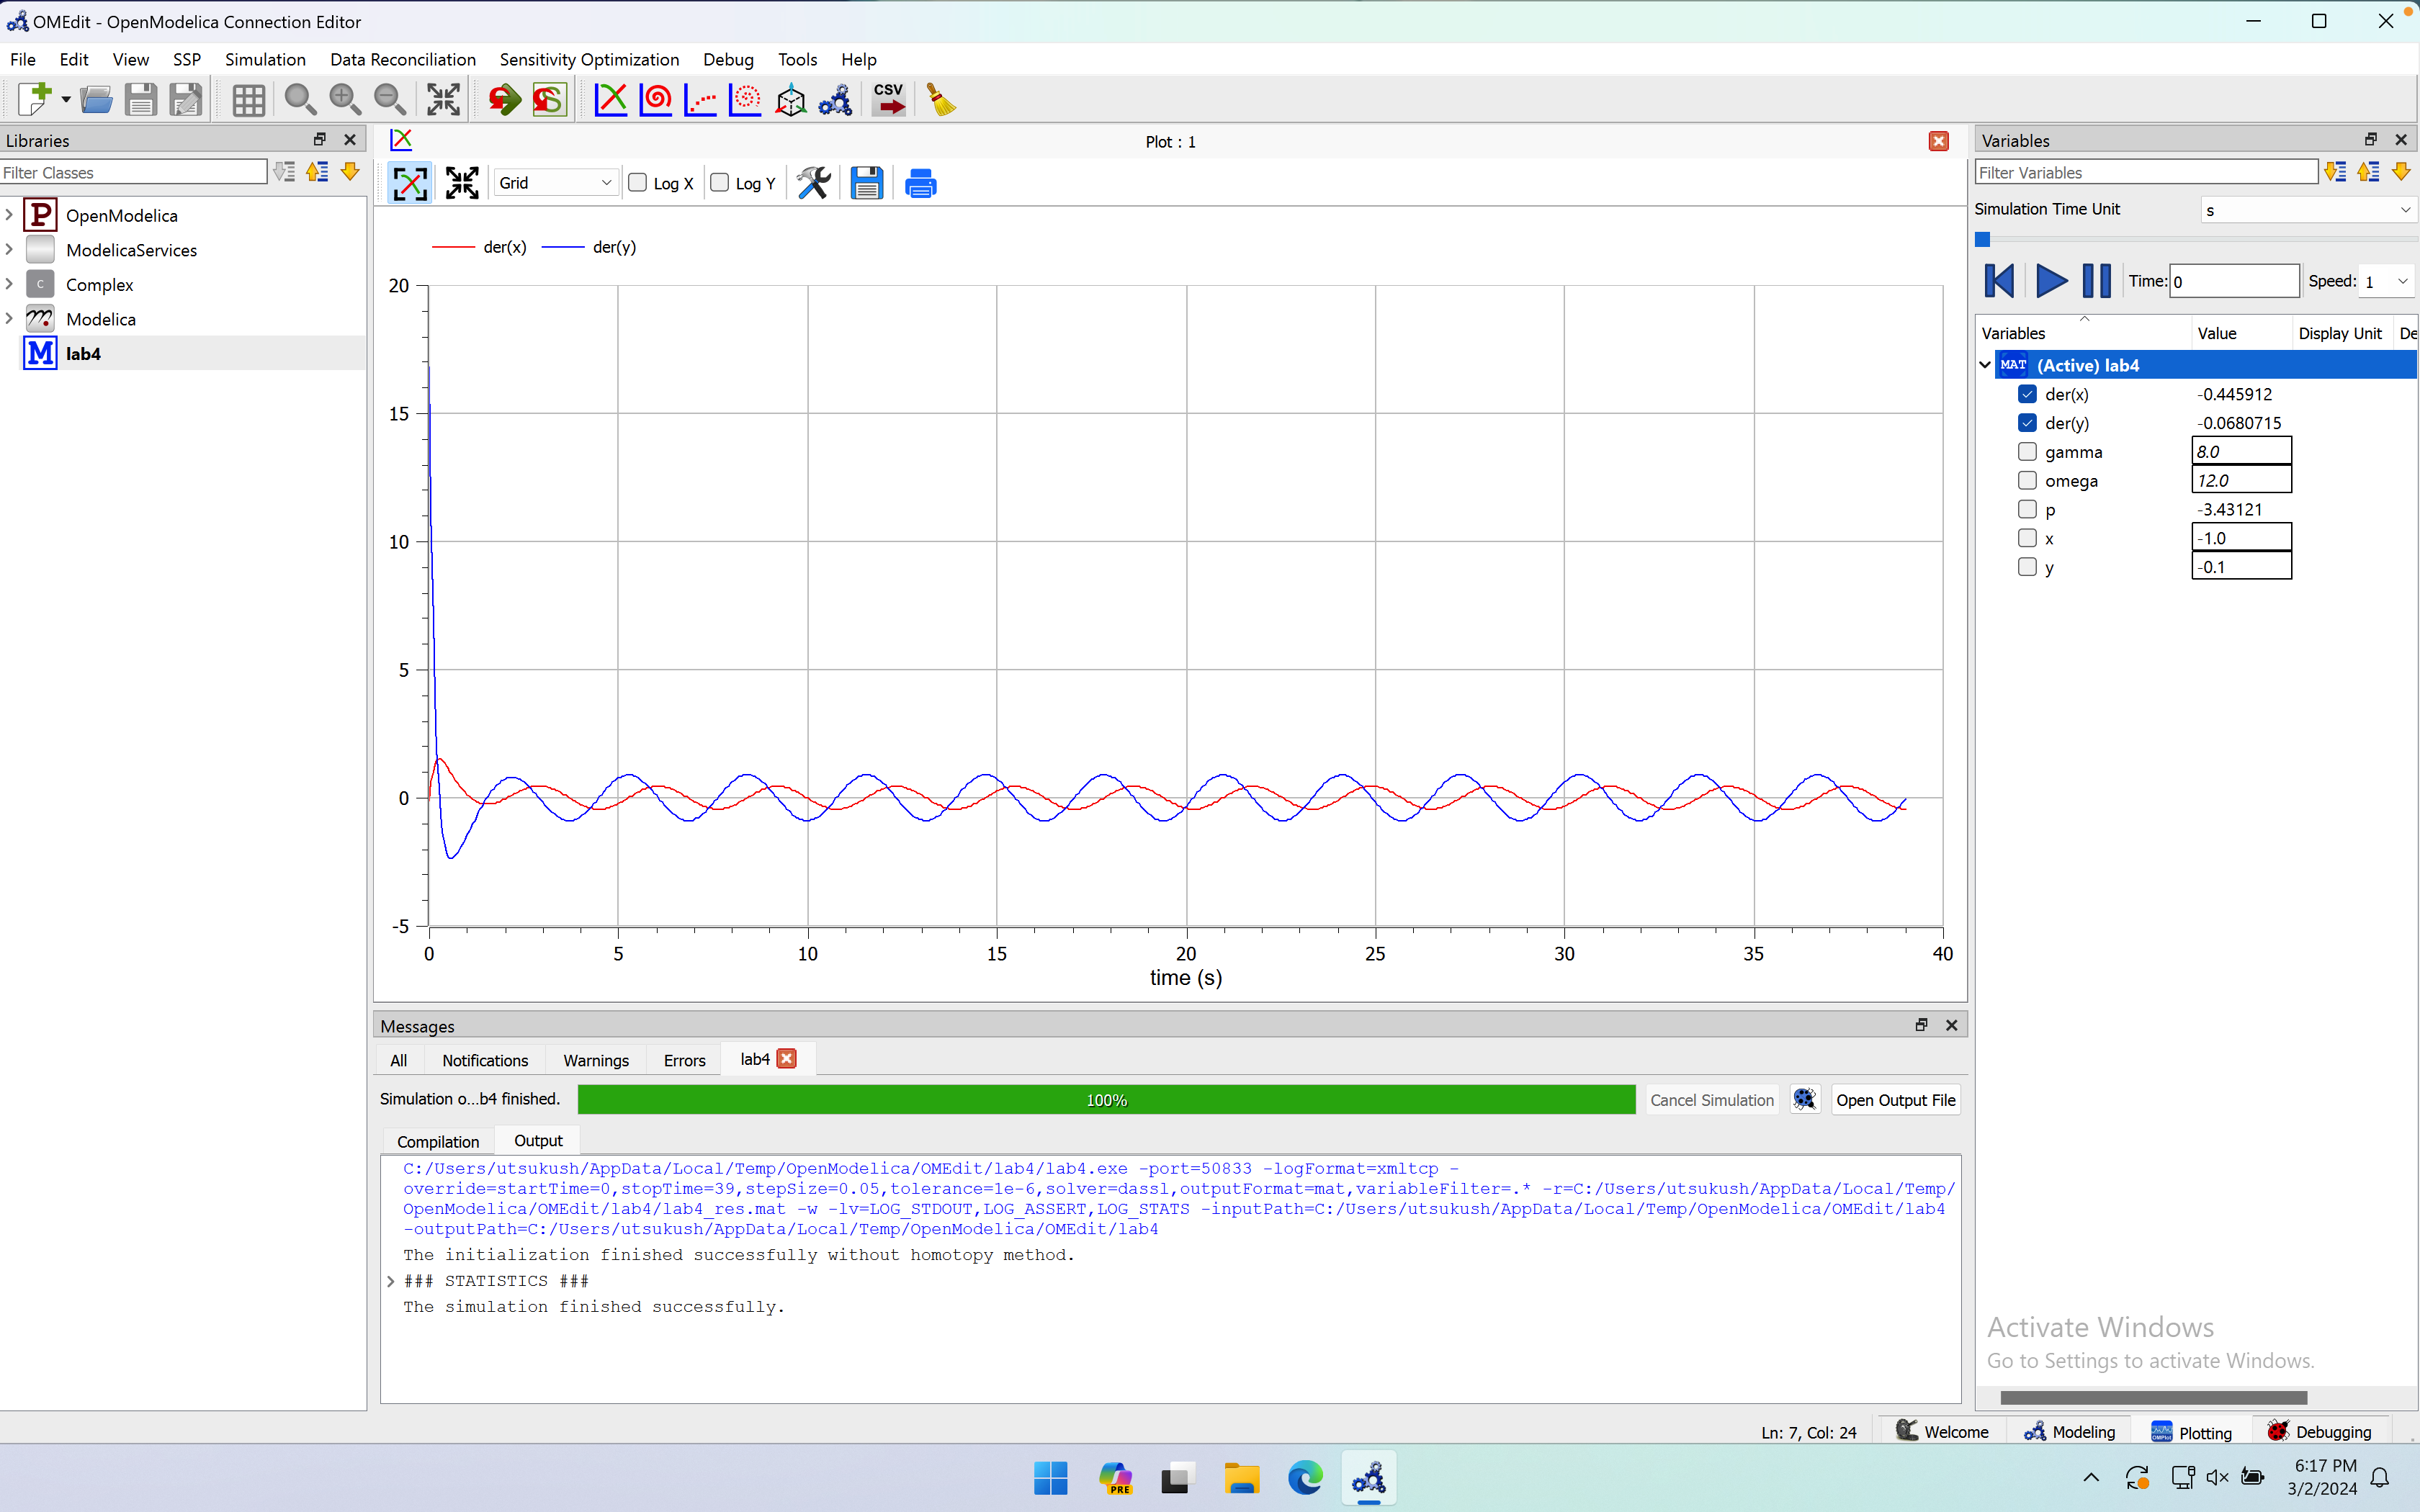 OMEdit - OpenModelica Connection Editor
File Edit View SSP Simulation Data Reconciliation Sensitivity Optimization Debug Tools Help
CSV
Libraries
Filter Classes
P OpenModelica
ModelicaServices
C Complex
Modelica
M lab4
Plot : 1
Grid Log X Log Y
der(x) der(y)
20
15
10
5
0
-5
0 5 10 15 20 25 30 35 40
time (s)
Messages
All Notifications Warnings Errors lab4
Simulation o...b4 finished. 100% Cancel Simulation Open Output File
Compilation Output
C:/Users/utsukush/AppData/Local/Temp/OpenModelica/OMEdit/lab4/lab4.exe -port=50833 -logFormat=xmltcp -
override=startTime=0,stopTime=39,stepSize=0.05,tolerance=1e-6,solver=dassl,outputFormat=mat,variableFilter=.* -r=C:/Users/utsukush/AppData/Local/Temp/
OpenModelica/OMEdit/lab4/lab4_res.mat -w -lv=LOG_STDOUT,LOG_ASSERT,LOG_STATS -inputPath=C:/Users/utsukush/AppData/Local/Temp/OpenModelica/OMEdit/lab4
-outputPath=C:/Users/utsukush/AppData/Local/Temp/OpenModelica/OMEdit/lab4
The initialization finished successfully without homotopy method.
### STATISTICS ###
The simulation finished successfully.
Variables
Filter Variables
Simulation Time Unit s
Time: 0 Speed: 1
Variables Value Display Unit De
MAT (Active) lab4
der(x) -0.445912
der(y) -0.0680715
gamma 8.0
omega 12.0
p -3.43121
x -1.0
y -0.1
Activate Windows
Go to Settings to activate Windows.
Ln: 7, Col: 24 Welcome Modeling Plotting Debugging
PRE
6:17 PM
3/2/2024